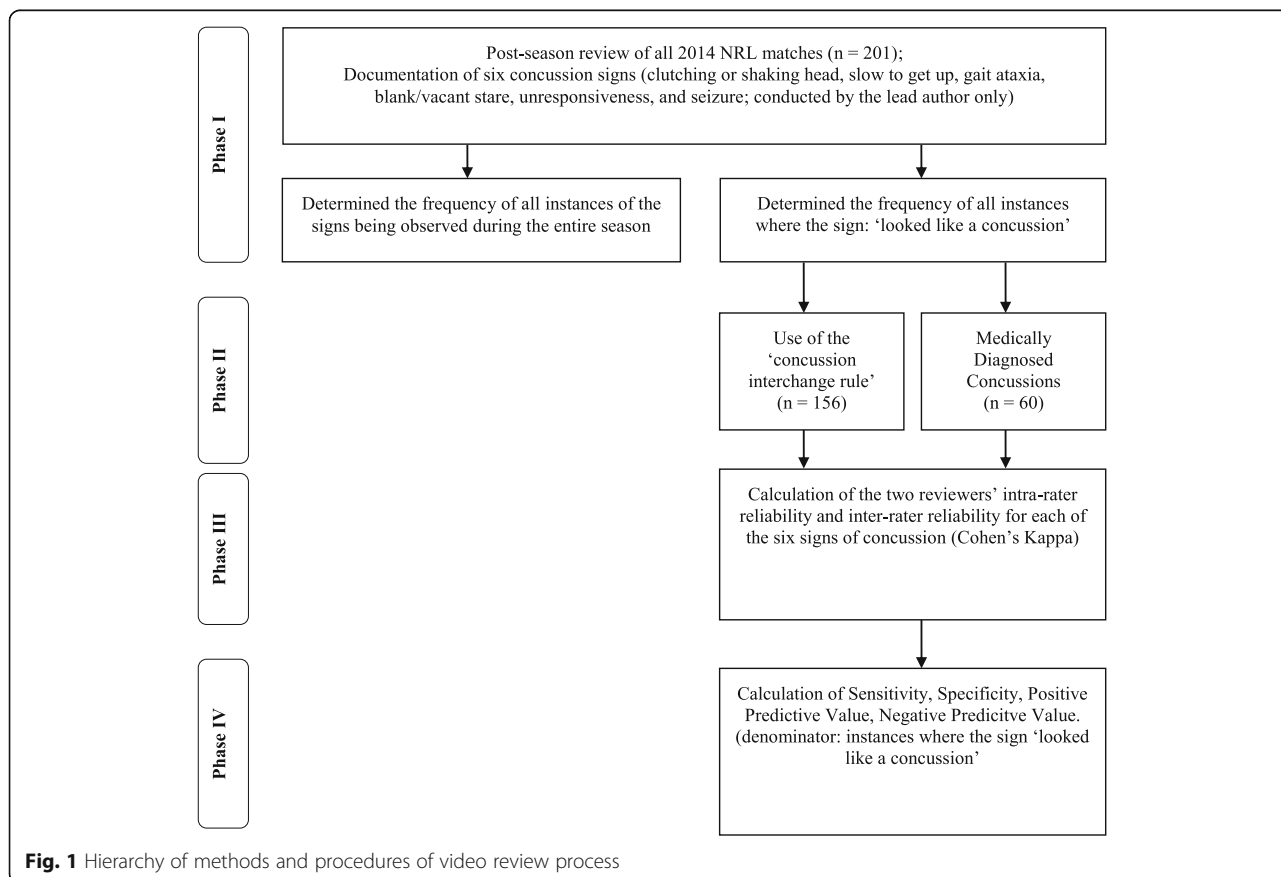 Phase I
Post-season review of all 2014 NRL matches (n = 201);
Documentation of six concussion signs (clutching or shaking head, slow to get up, gait ataxia,
blank/vacant stare, unresponsiveness, and seizure; conducted by the lead author only)
Determined the frequency of all instances of the
signs being observed during the entire season
Determined the frequency of all instances
where the sign: ‘looked like a concussion’
Phase II
Use of the
‘concussion
interchange rule’
(n = 156)
Medically
Diagnosed
Concussions
(n = 60)
Phase III
Calculation of the two reviewers’ intra-rater
reliability and inter-rater reliability for each of
the six signs of concussion (Cohen’s Kappa)
Phase IV
Calculation of Sensitivity, Specificity, Positive
Predictive Value, Negative Predicitve Value.
(denominator: instances where the sign ‘looked
like a concussion’
Fig. 1 Hierarchy of methods and procedures of video review process